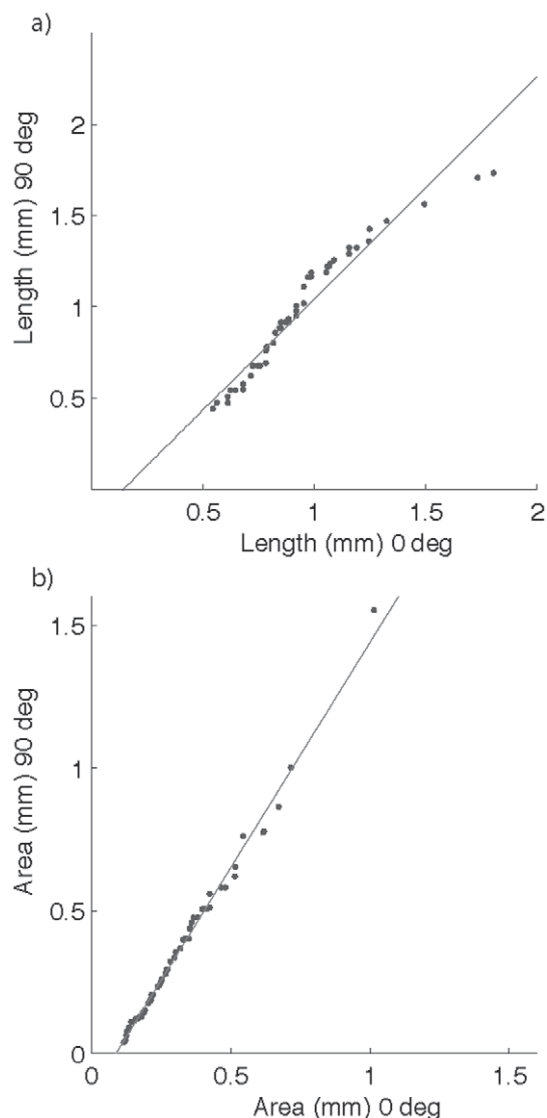 a)
2
1.5
1
0.5
Length (mm) 90 deg
0.5 1 1.5 2
Length (mm) 0 deg
b)
1.5
1
0.5
0
Area (mm) 90 deg
0 0.5 1 1.5
Area (mm) 0 deg